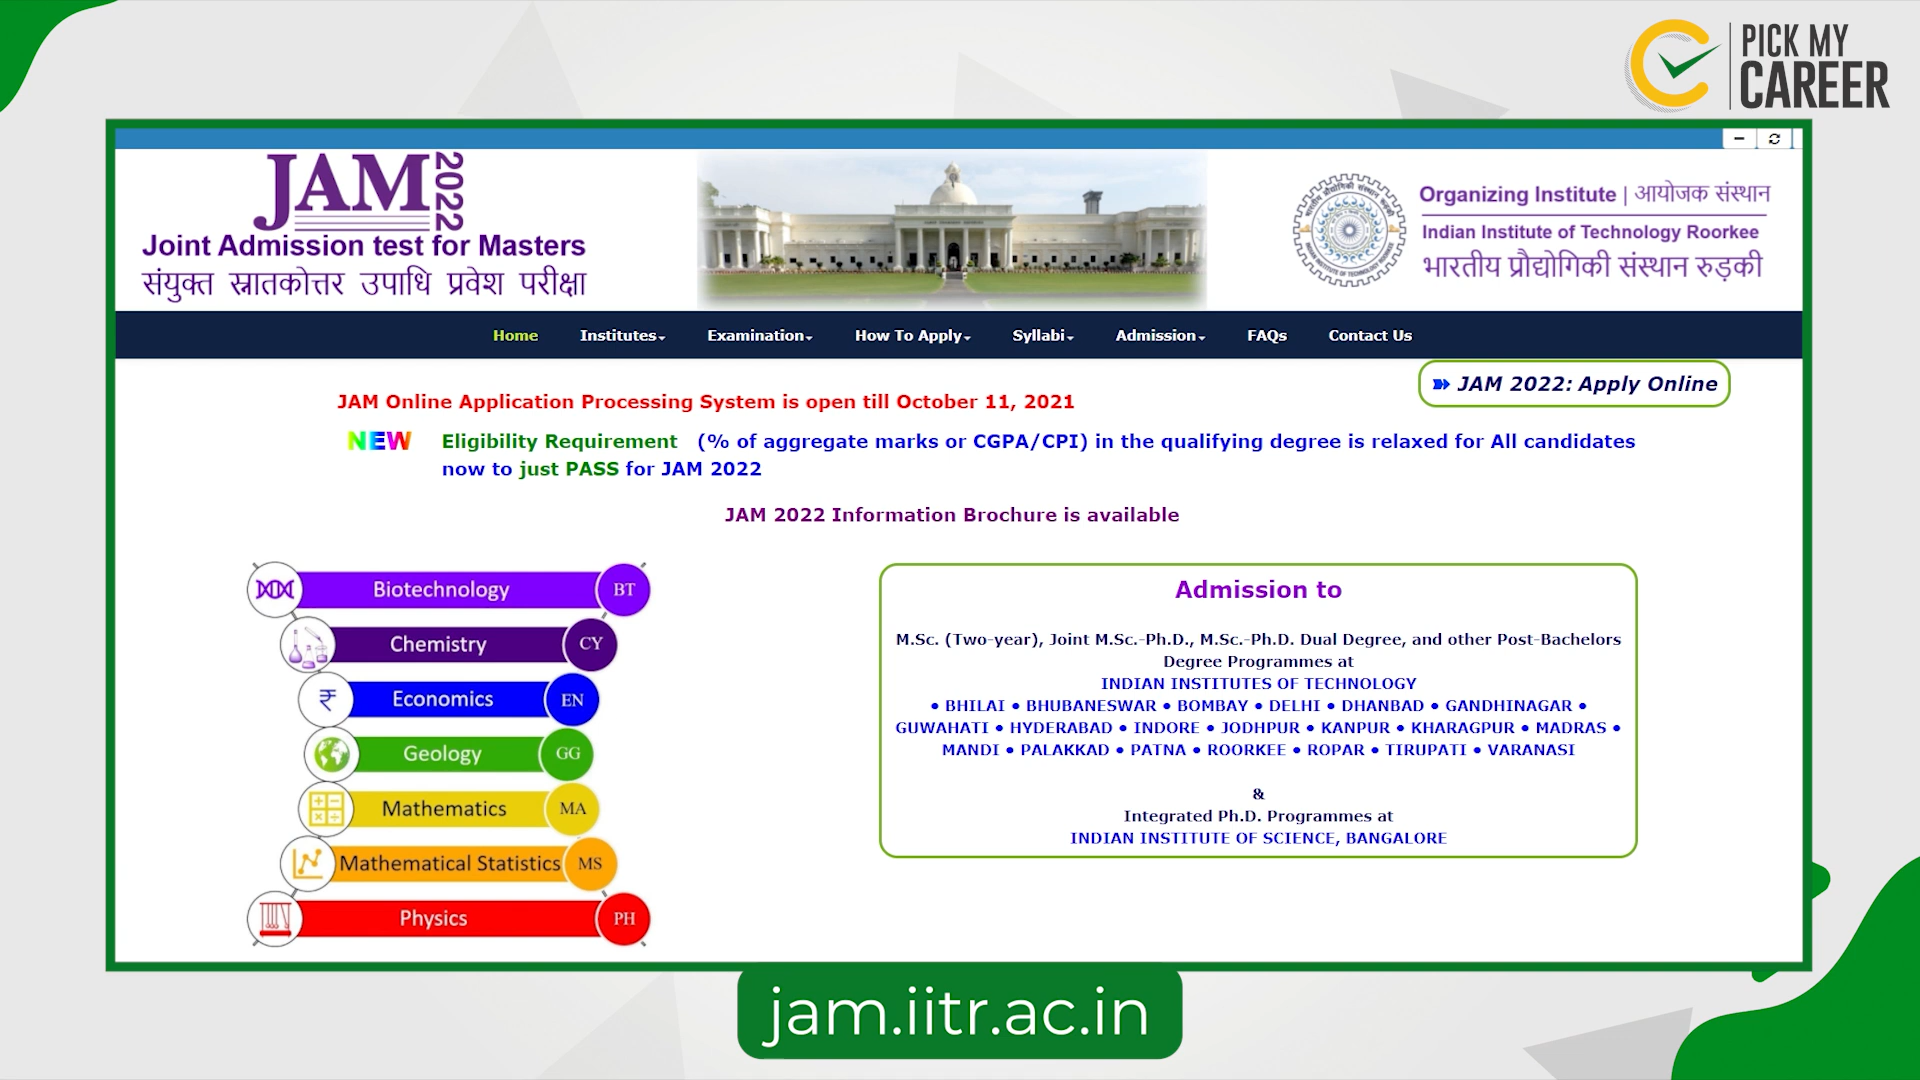 PICK MY
CAREER
JAM 2022
Joint Admission test for Masters
संयुक्त स्नातकोत्तर उपाधि प्रवेश परीक्षा
Organizing Institute | आयोजक संस्थान
Indian Institute of Technology Roorkee
भारतीय प्रौद्योगिकी संस्थान रुड़की
Home Institutes Examination How To Apply Syllabi Admission FAQs Contact Us
JAM 2022: Apply Online
JAM Online Application Processing System is open till October 11, 2021
NEW Eligibility Requirement (% of aggregate marks or CGPA/CPI) in the qualifying degree is relaxed for All candidates
now to just PASS for JAM 2022
JAM 2022 Information Brochure is available
Biotechnology BT
Chemistry CY
Economics EN
Geology GG
Mathematics MA
Mathematical Statistics MS
Physics PH
Admission to
M.Sc. (Two-year), Joint M.Sc.-Ph.D., M.Sc.-Ph.D. Dual Degree, and other Post-Bachelors
Degree Programmes at
INDIAN INSTITUTES OF TECHNOLOGY
• BHILAI • BHUBANESWAR • BOMBAY • DELHI • DHANBAD • GANDHINAGAR •
GUWAHATI • HYDERABAD • INDORE • JODHPUR • KANPUR • KHARAGPUR • MADRAS •
MANDI • PALAKKAD • PATNA • ROORKEE • ROPAR • TIRUPATI • VARANASI
&
Integrated Ph.D. Programmes at
INDIAN INSTITUTE OF SCIENCE, BANGALORE
jam.iitr.ac.in